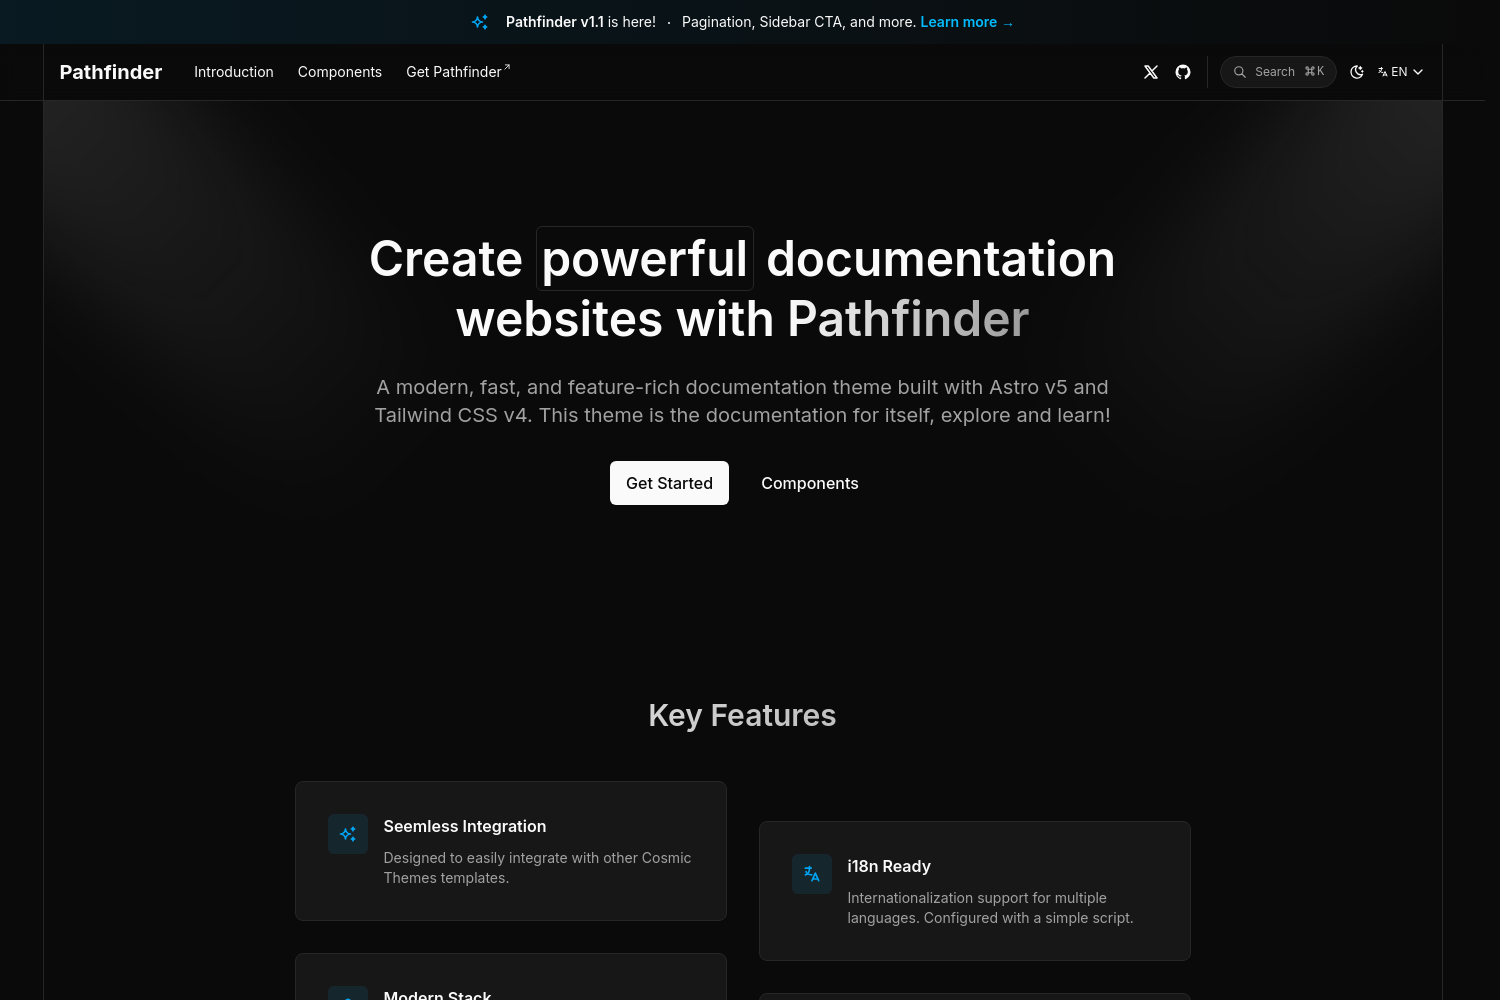 Pathfinder v1.1 is here! · Pagination, Sidebar CTA, and more. Learn more →
Pathfinder Introduction Components Get Pathfinder↗ Search ⌘K EN
Create powerful documentation
websites with Pathfinder
A modern, fast, and feature-rich documentation theme built with Astro v5 and
Tailwind CSS v4. This theme is the documentation for itself, explore and learn!
Get Started Components
Key Features
Seemless Integration
Designed to easily integrate with other Cosmic
Themes templates.
i18n Ready
Internationalization support for multiple
languages. Configured with a simple script.
Modern Stack